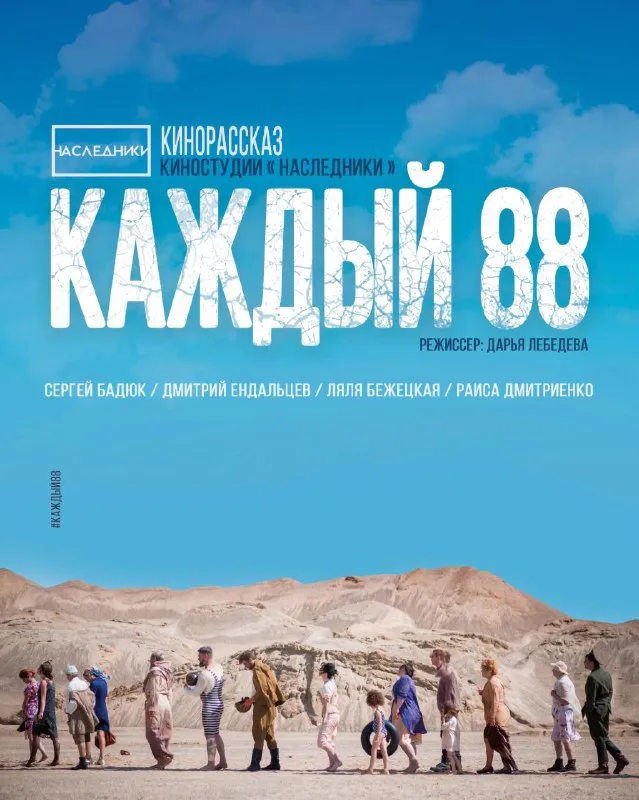 НАСЛЕДНИКИ
КИНОРАССКАЗ
КИНОСТУДИИ « НАСЛЕДНИКИ »
КАЖДЫЙ 88
РЕЖИССЕР: ДАРЬЯ ЛЕБЕДЕВА
СЕРГЕЙ БАДЮК / ДМИТРИЙ ЕНДАЛЬЦЕВ / ЛЯЛЯ БЕЖЕЦКАЯ / РАИСА ДМИТРИЕНКО
#КАЖДЫЙ88